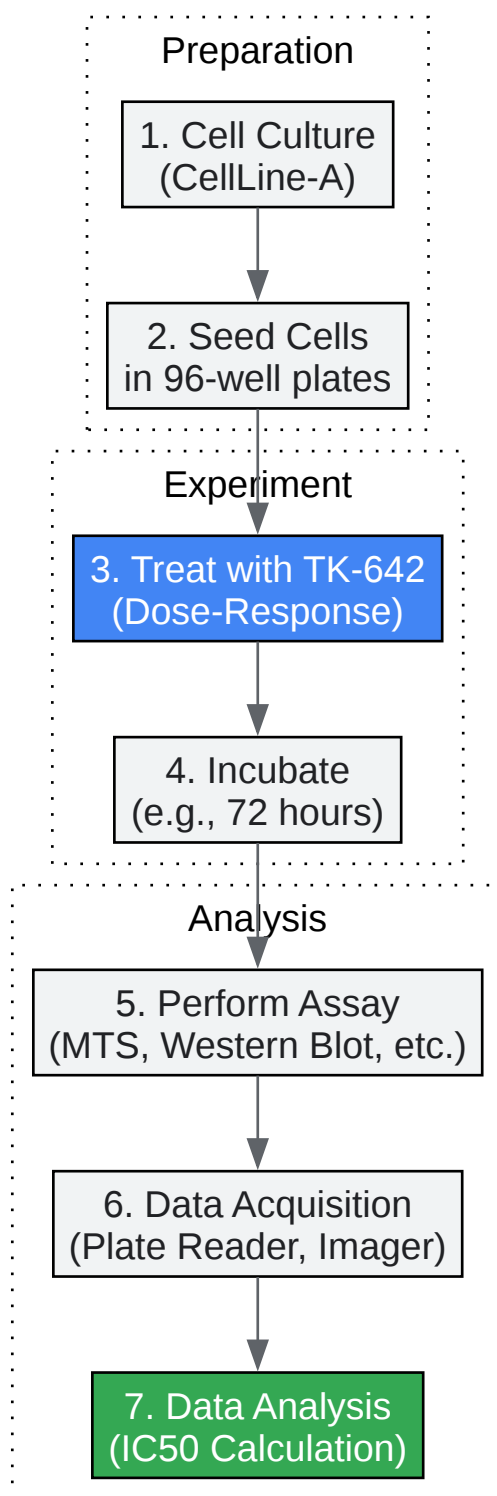 Preparation
1. Cell Culture
(CellLine-A)
2. Seed Cells
in 96-well plates
Experiment
3. Treat with TK-642
(Dose-Response)
4. Incubate
(e.g., 72 hours)
Analysis
5. Perform Assay
(MTS, Western Blot, etc.)
6. Data Acquisition
(Plate Reader, Imager)
7. Data Analysis
(IC50 Calculation)